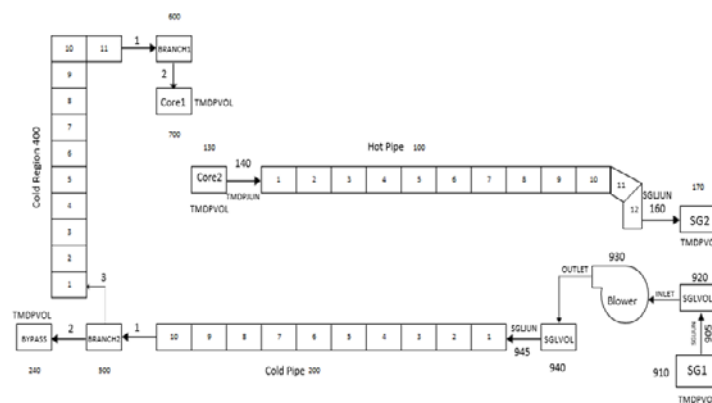 600
10 11 1 BRANCH1
9
2
8 Core1 TMDPVOL
7
700
6
5
4
3
2
1
Cold Region 400
3
Hot Pipe 100
130
Core2 140 1 2 3 4 5 6 7 8 9 10 11
12
TMDPVOL TMDPJUN
SGLJUN
160
170
SG2
TMDPVOL
930
OUTLET
Blower
INLET
920
SGLVOL
SGLJUN
905
910 SG1
TMDPVOL
TMDPVOL
BYPASS 2 BRANCH2 1 10 9 8 7 6 5 4 3 2 1 SGLJUN SGLVOL
945
940
240
Cold Pipe 200